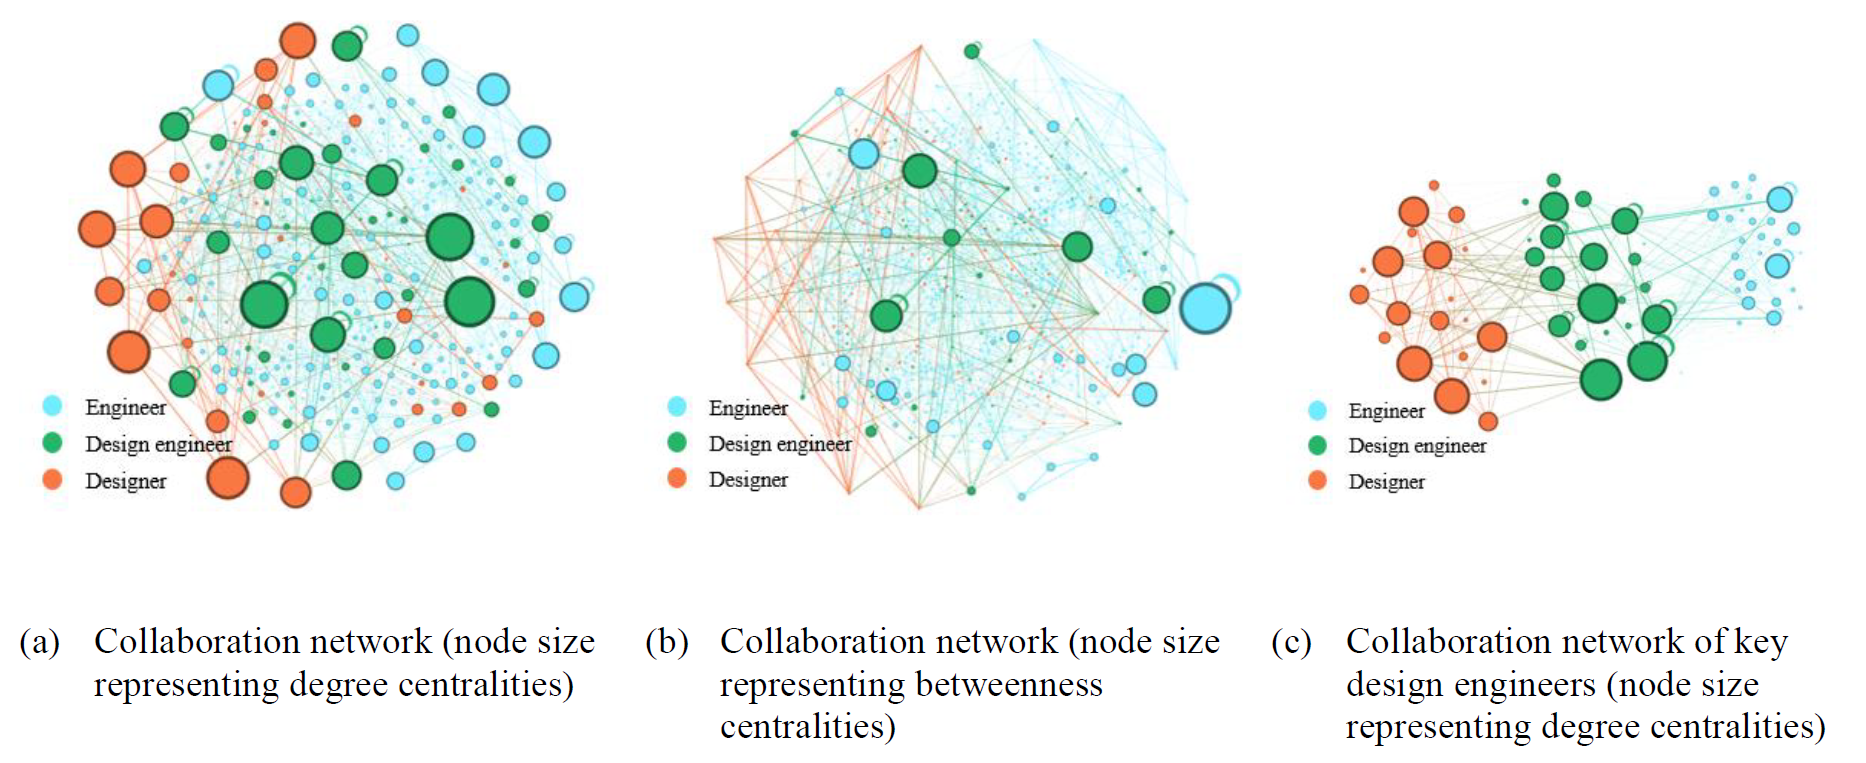 Engineer
Design engineer
Designer
Engineer
Design engineer
Designer
Engineer
Design engineer
Designer
(a) Collaboration network (node size
representing degree centralities)
(b) Collaboration network (node size
representing betweenness
centralities)
(c) Collaboration network of key
design engineers (node size
representing degree centralities)